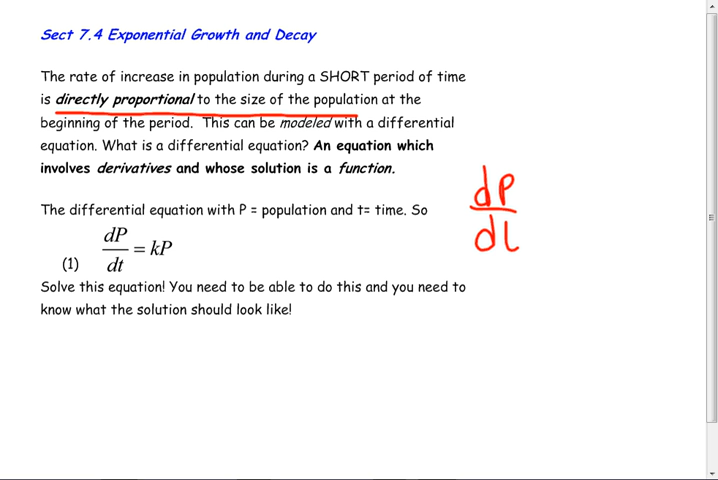 Sect 7.4 Exponential Growth and Decay
The rate of increase in population during a SHORT period of time
is directly proportional to the size of the population at the
beginning of the period. This can be modeled with a differential
equation. What is a differential equation? An equation which
involves derivatives and whose solution is a function.
The differential equation with P = population and t= time. So
(1) dP/dt = kP
Solve this equation! You need to be able to do this and you need to
know what the solution should look like!
dP